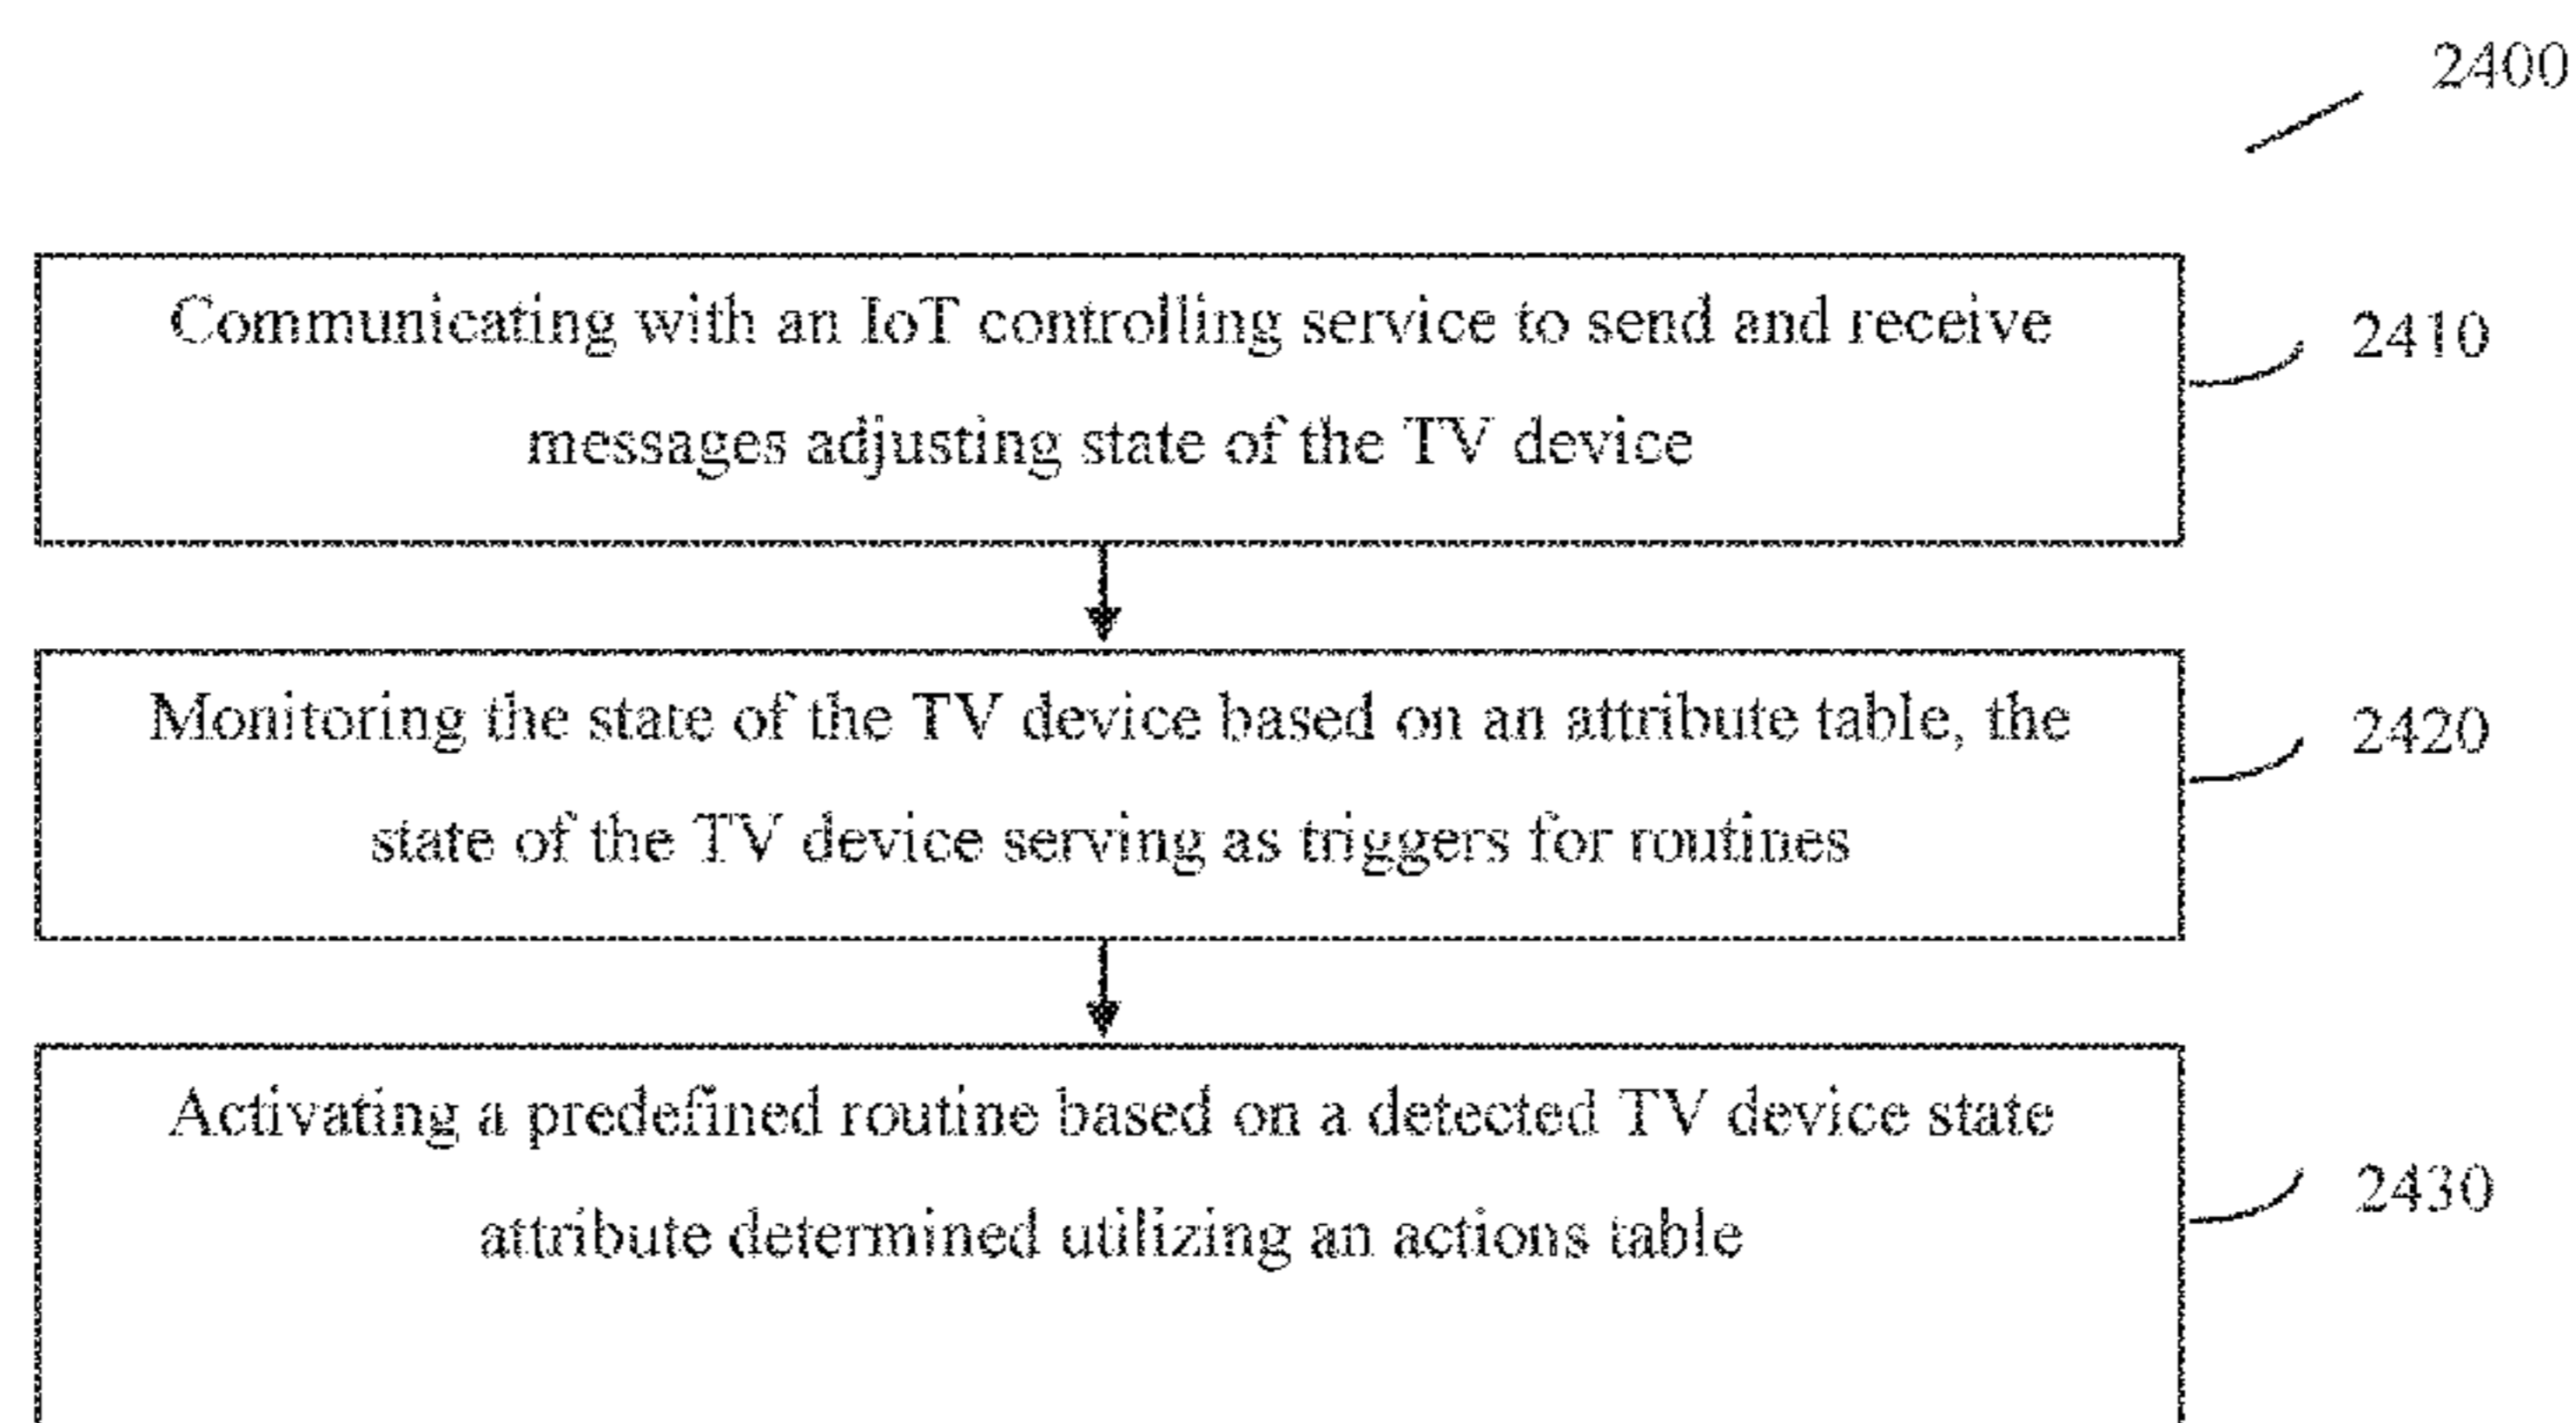 2400
Communicating with an IoT controlling service to send and receive
messages adjusting state of the TV device
2410
Monitoring the state of the TV device based on an attribute table, the
state of the TV device serving as triggers for routines
2420
Activating a predefined routine based on a detected TV device state
attribute determined utilizing an actions table
2430